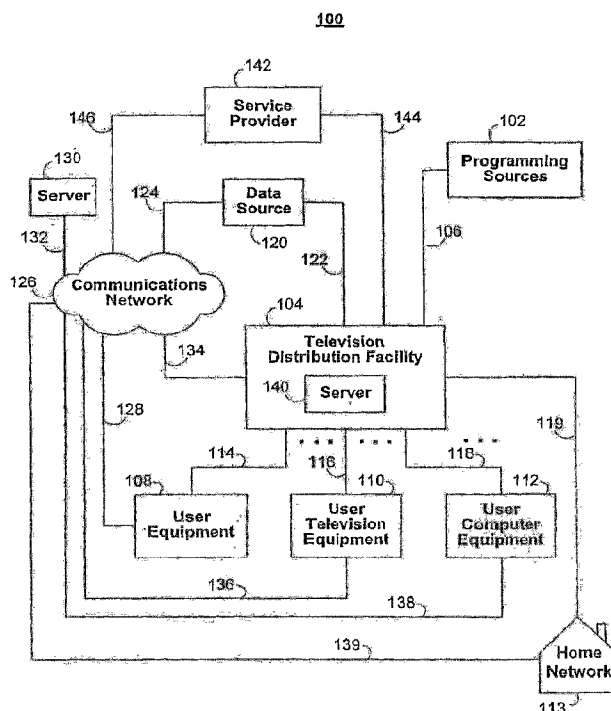 100
142
Service
Provider
146
144
102
Programming
Sources
130
Server
124
Data
Source
120
132
106
122
126
Communications
Network
104
Television
Distribution Facility
134
140
Server
119
128
114
116
118
108
User
Equipment
110
User
Television
Equipment
112
User
Computer
Equipment
136
138
139
Home
Network
113